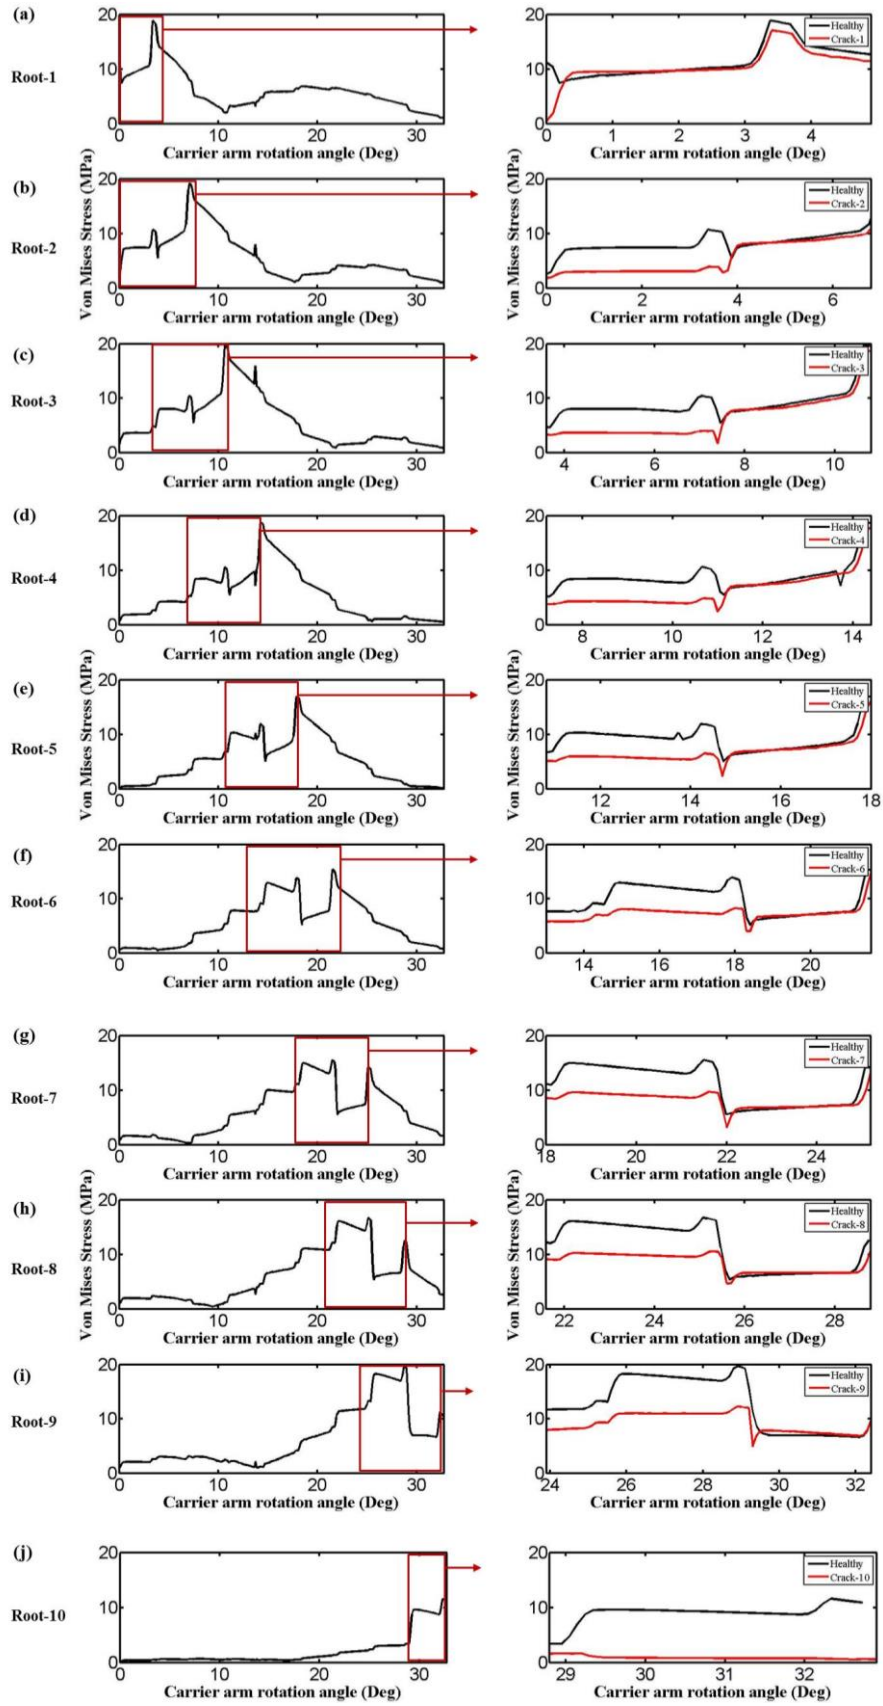 (a)
Root-1
20
10
0
0 10 20 30
Carrier arm rotation angle (Deg)
20
10
0
1 2 3 4
Carrier arm rotation angle (Deg)
Healthy
Crack-1
Von Mises Stress (MPa)
Von Mises Stress (MPa)
(b)
Root-2
20
10
0
0 10 20 30
Carrier arm rotation angle (Deg)
20
10
0
0 2 4 6
Carrier arm rotation angle (Deg)
Healthy
Crack-2
(c)
Root-3
20
10
0
0 10 20 30
Carrier arm rotation angle (Deg)
20
10
0
4 6 8 10
Carrier arm rotation angle (Deg)
Healthy
Crack-3
(d)
Root-4
20
10
0
0 10 20 30
Carrier arm rotation angle (Deg)
20
10
0
8 10 12 14
Carrier arm rotation angle (Deg)
Healthy
Crack-4
Von Mises Stress (MPa)
Von Mises Stress (MPa)
(e)
Root-5
20
10
0
0 10 20 30
Carrier arm rotation angle (Deg)
20
10
0
12 14 16 18
Carrier arm rotation angle (Deg)
Healthy
Crack-5
(f)
Root-6
20
10
0
0 10 20 30
Carrier arm rotation angle (Deg)
20
10
0
14 16 18 20
Carrier arm rotation angle (Deg)
Healthy
Crack-6
(g)
Root-7
20
10
0
0 10 20 30
Carrier arm rotation angle (Deg)
20
10
0
18 20 22 24
Carrier arm rotation angle (Deg)
Healthy
Crack-7
Von Mises Stress (MPa)
Von Mises Stress (MPa)
(h)
Root-8
20
10
0
0 10 20 30
Carrier arm rotation angle (Deg)
20
10
0
22 24 26 28
Carrier arm rotation angle (Deg)
Healthy
Crack-8
(i)
Root-9
20
10
0
0 10 20 30
Carrier arm rotation angle (Deg)
20
10
0
24 26 28 30 32
Carrier arm rotation angle (Deg)
Healthy
Crack-9
(j)
Root-10
20
10
0
0 10 20 30
Carrier arm rotation angle (Deg)
20
10
0
29 30 31 32
Carrier arm rotation angle (Deg)
Healthy
Crack-10